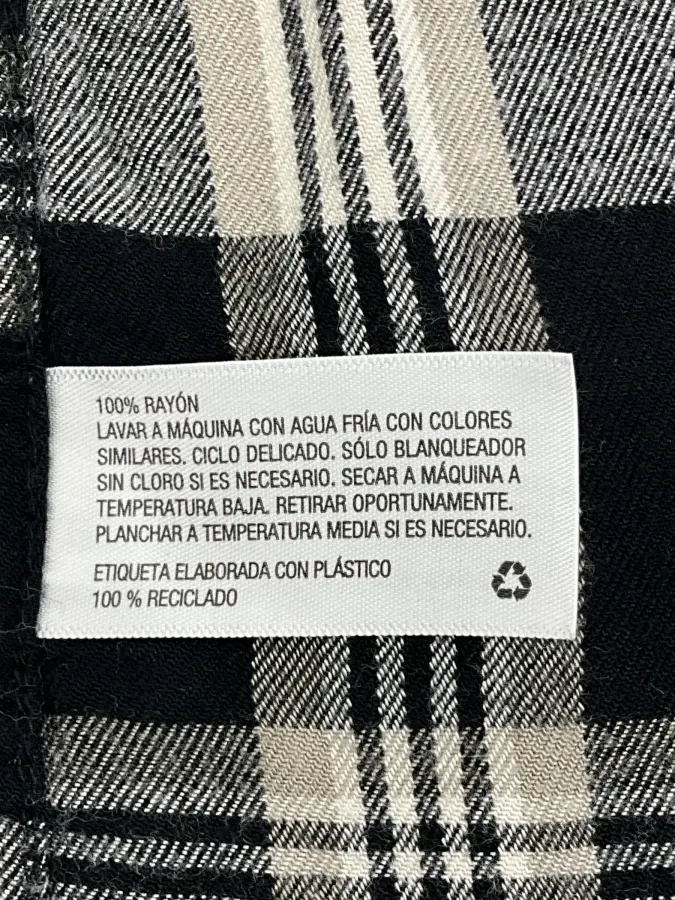 100% RAYÓN
LAVAR A MÁQUINA CON AGUA FRÍA CON COLORES
SIMILARES. CICLO DELICADO. SÓLO BLANQUEADOR
SIN CLORO SI ES NECESARIO. SECAR A MÁQUINA A
TEMPERATURA BAJA. RETIRAR OPORTUNAMENTE.
PLANCHAR A TEMPERATURA MEDIA SI ES NECESARIO.
ETIQUETA ELABORADA CON PLÁSTICO
100 % RECICLADO